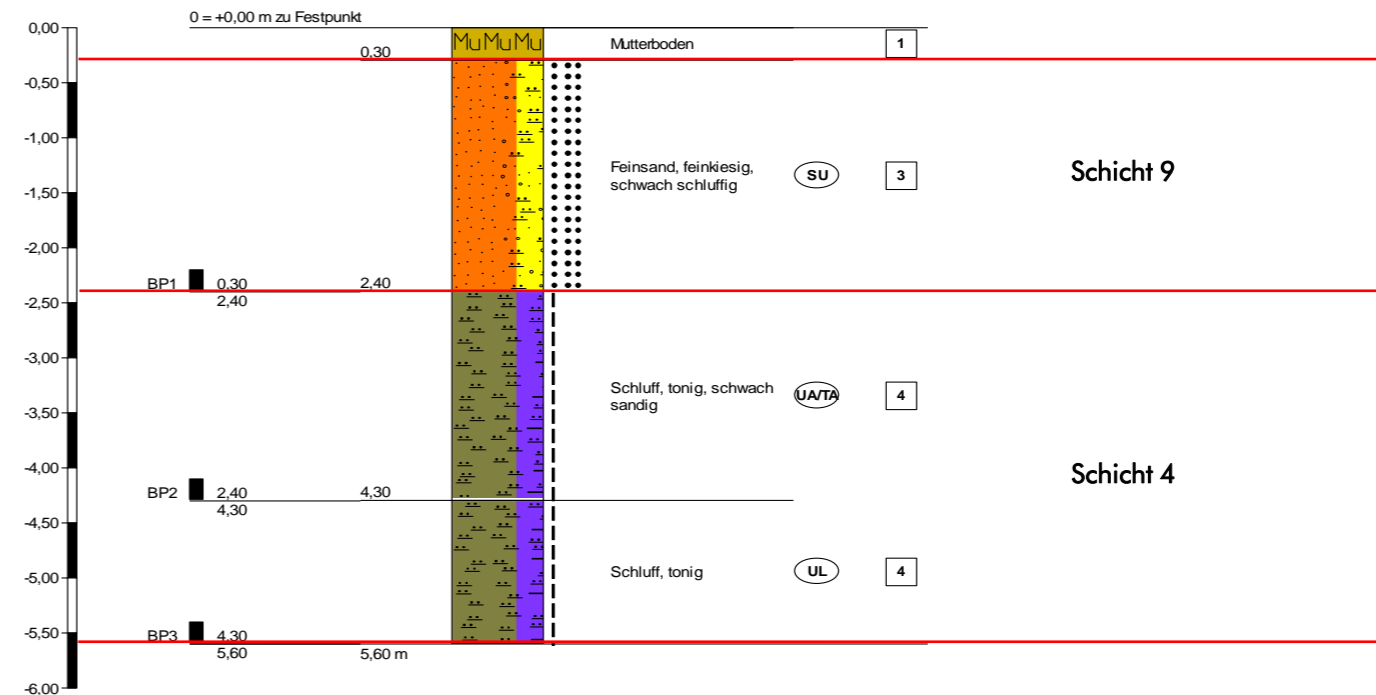 0 = +0,00 m zu Festpunkt
0,00
Mu Mu Mu
Mutterboden
1
0,30
-0,50
-1,00
Feinsand, feinkiesig,
schwach schluffig
SU
3
Schicht 9
-1,50
-2,00
BP1
0,30
2,40
2,40
-2,50
-3,00
Schluff, tonig, schwach
sandig
UA/TA
4
-3,50
-4,00
Schicht 4
BP2
2,40
4,30
4,30
-4,50
-5,00
Schluff, tonig
UL
4
-5,50
BP3
4,30
5,60
5,60 m
-6,00